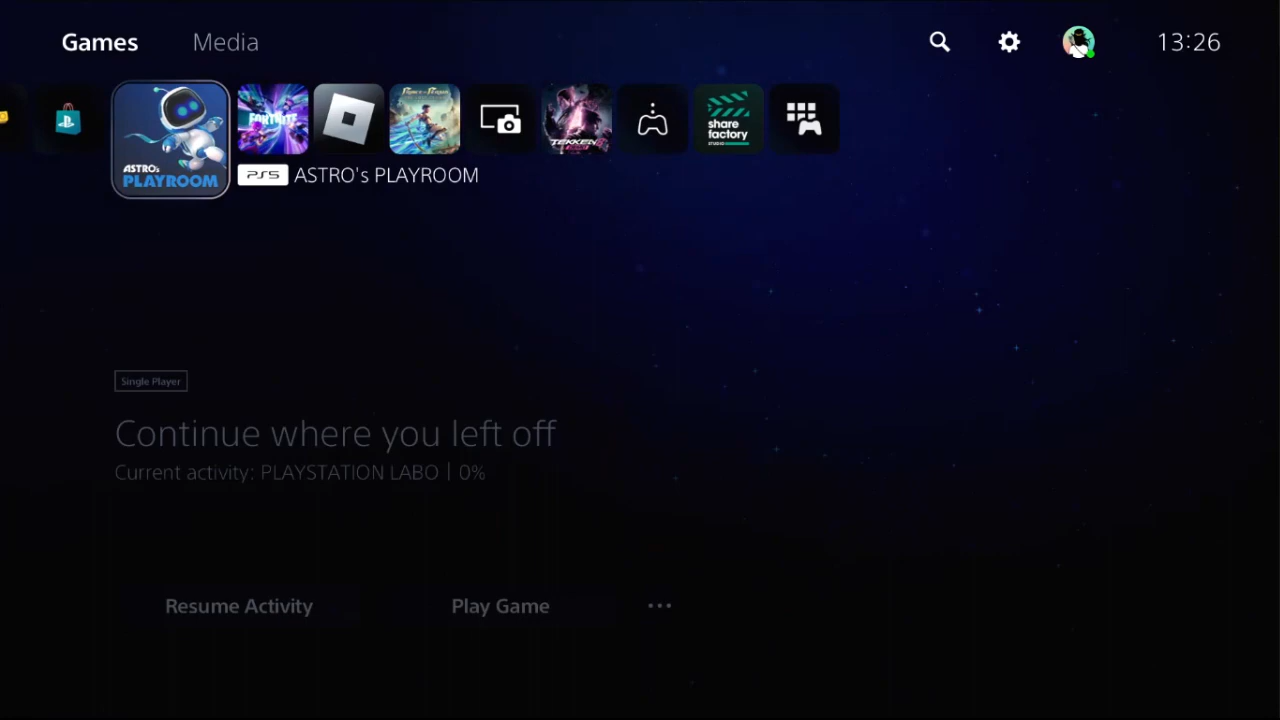 Games Media 13:26
ASTRO's PLAYROOM
FORTNITE
TEKKEN
share factory STUDIO
PS5 ASTRO's PLAYROOM
Single Player
Continue where you left off
Current activity: PLAYSTATION LABO | 0%
Resume Activity Play Game ...